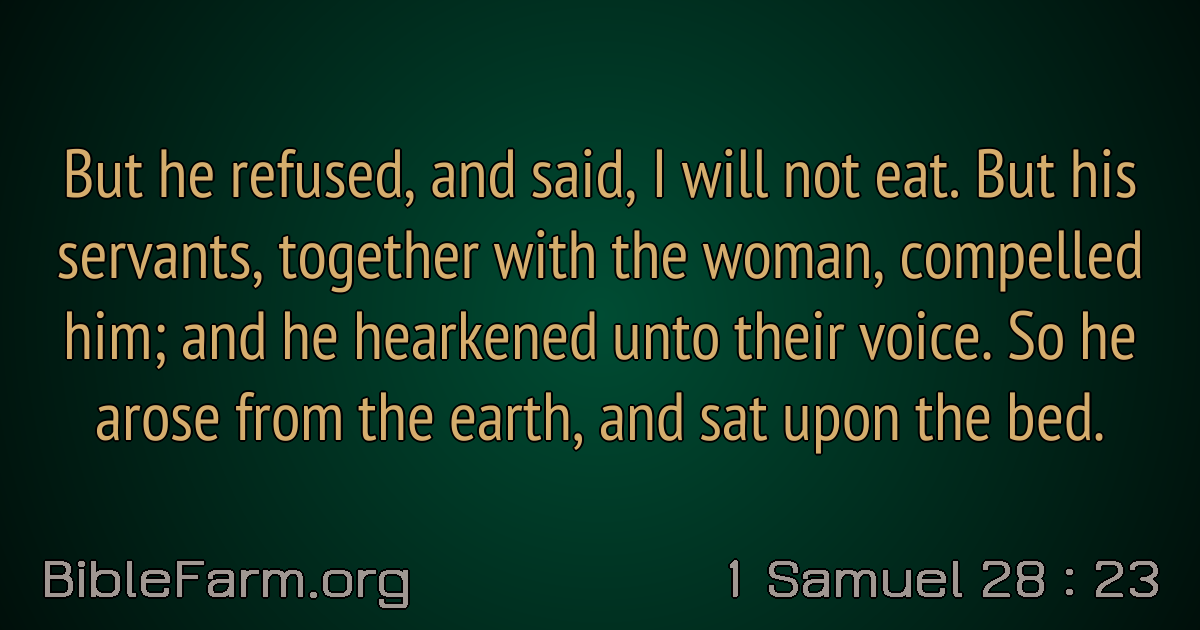 But he refused, and said, I will not eat. But his
servants, together with the woman, compelled
him; and he hearkened unto their voice. So he
arose from the earth, and sat upon the bed.
BibleFarm.org
1 Samuel 28 : 23